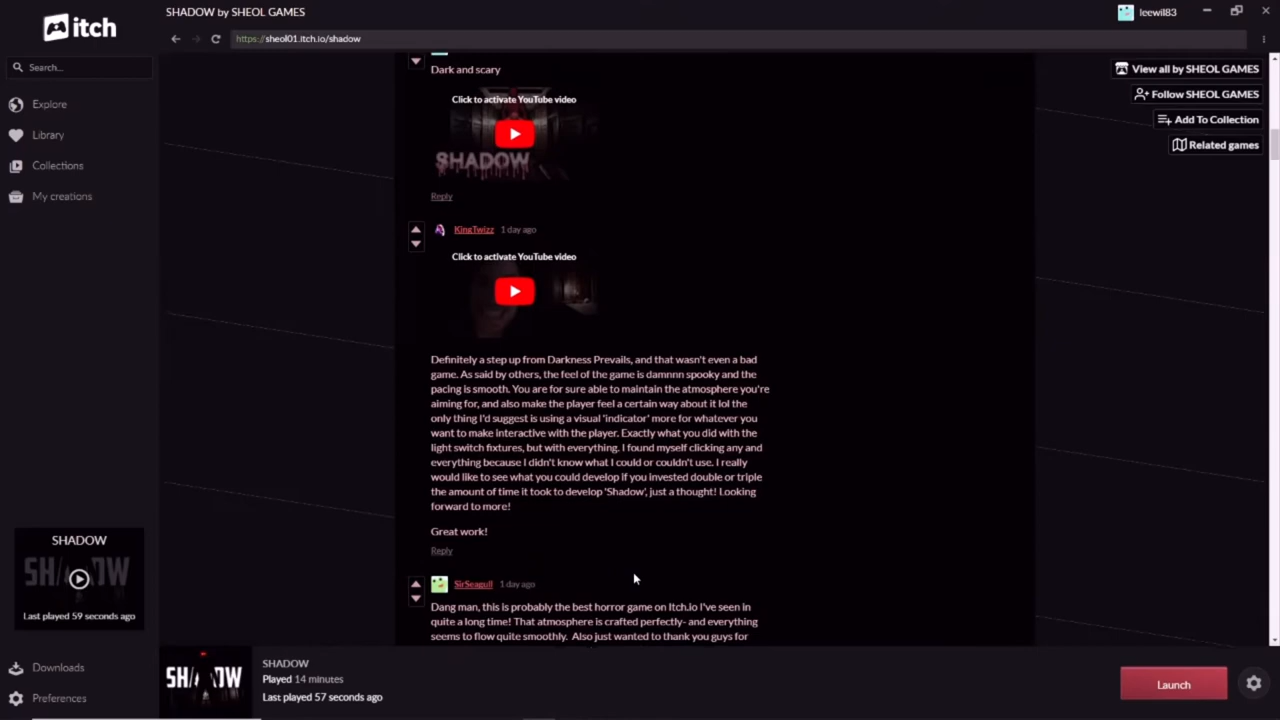 itch
SHADOW by SHEOL GAMES
leewil83
https://sheol01.itch.io/shadow
Search...
Explore
Library
Collections
My creations
View all by SHEOL GAMES
Follow SHEOL GAMES
Add To Collection
Related games
Dark and scary
Click to activate YouTube video
SHADOW
Reply
KingTwizz 1 day ago
Click to activate YouTube video
Definitely a step up from Darkness Prevails, and that wasn't even a bad
game. As said by others, the feel of the game is damnnn spooky and the
pacing is smooth. You are for sure able to maintain the atmosphere you're
aiming for, and also make the player feel a certain way about it lol the
only thing I'd suggest is using a visual 'indicator' more for whatever you
want to make interactive with the player. Exactly what you did with the
light switch fixtures, but with everything. I found myself clicking any and
everything because I didn't know what I could or couldn't use. I really
would like to see what you could develop if you invested double or triple
the amount of time it took to develop 'Shadow', just a thought! Looking
forward to more!
Great work!
Reply
SirSeagull 1 day ago
Dang man, this is probably the best horror game on Itch.io I've seen in
quite a long time! That atmosphere is crafted perfectly- and everything
seems to flow quite smoothly. Also just wanted to thank you guys for
SHADOW
SHADOW
Last played 59 seconds ago
Downloads
Preferences
SHADOW
SHADOW
Played 14 minutes
Last played 57 seconds ago
Launch